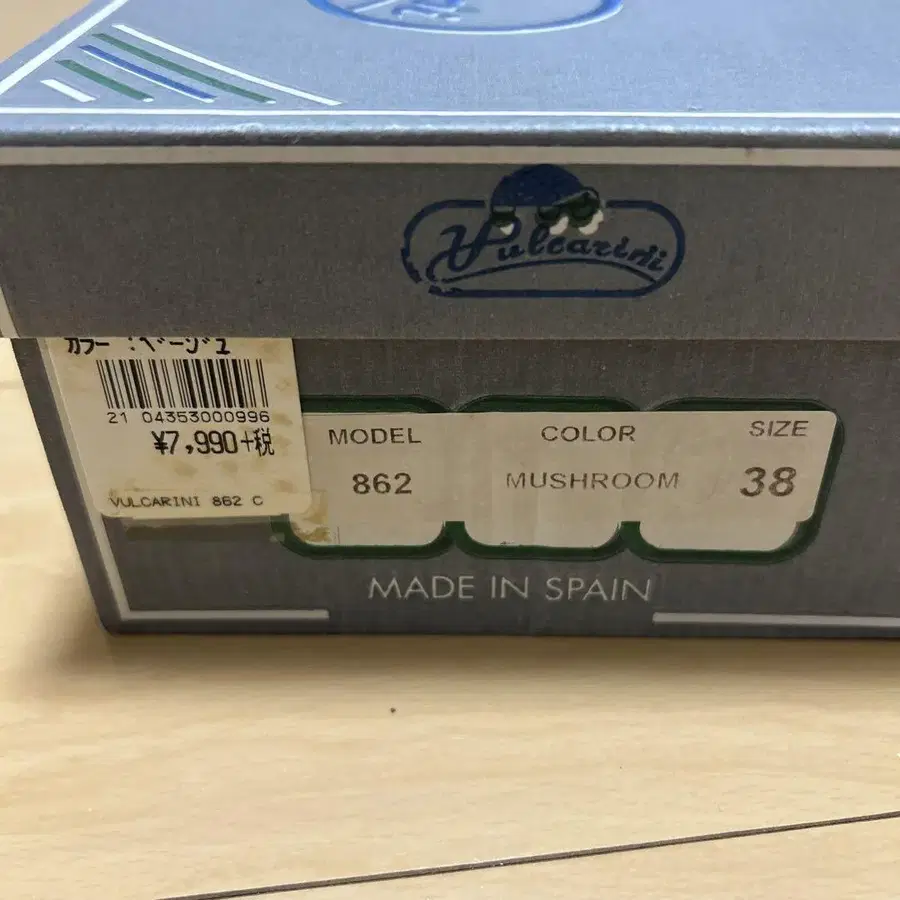 Vulcarini
カラー :ベージュ
21 04353000996
¥7,990+税
VULCARINI 862 C
MODEL COLOR SIZE
862 MUSHROOM 38
MADE IN SPAIN